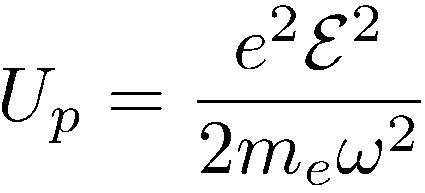 $U_p = \frac{e^2 \mathcal{E}^2}{2 m_e \omega^2}$